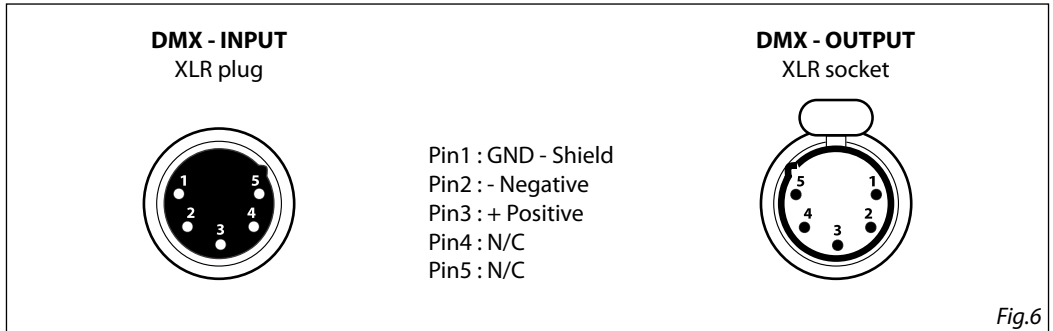 DMX - INPUT
XLR plug
1
5
2
4
3
Pin1 : GND - Shield
Pin2 : - Negative
Pin3 : + Positive
Pin4 : N/C
Pin5 : N/C
DMX - OUTPUT
XLR socket
5
1
4
2
3
Fig.6